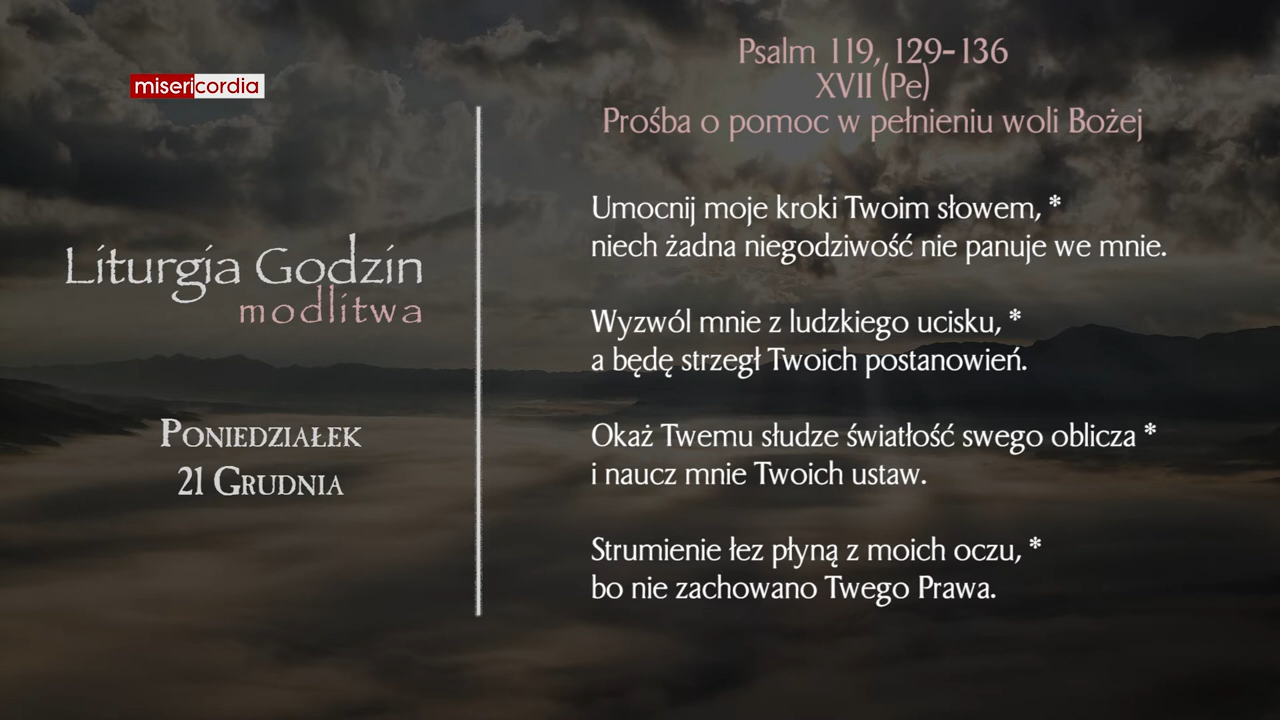 misericordia
Liturgia Godzin
modlitwa
Poniedziałek
21 Grudnia
Psalm 119, 129-136
XVII (Pe)
Prośba o pomoc w pełnieniu woli Bożej
Umocnij moje kroki Twoim słowem, *
niech żadna niegodziwość nie panuje we mnie.
Wyzwól mnie z ludzkiego ucisku, *
a będę strzegł Twoich postanowień.
Okaż Twemu słudze światłość swego oblicza *
i naucz mnie Twoich ustaw.
Strumienie łez płyną z moich oczu, *
bo nie zachowano Twego Prawa.